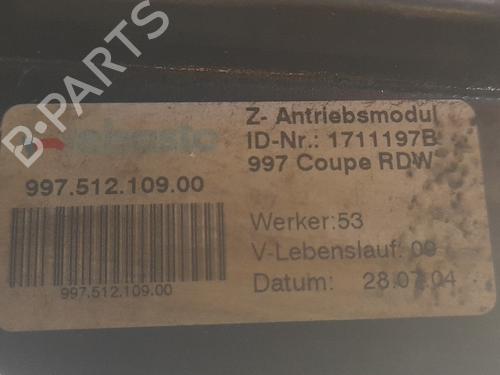 B-PARTS
webasto
997.512.109.00
997.512.109.00
Z- Antriebsmodul
ID-Nr.: 1711197B
997 Coupe RDW
Werker:53
V-Lebenslauf: 09
Datum: 28.07.04